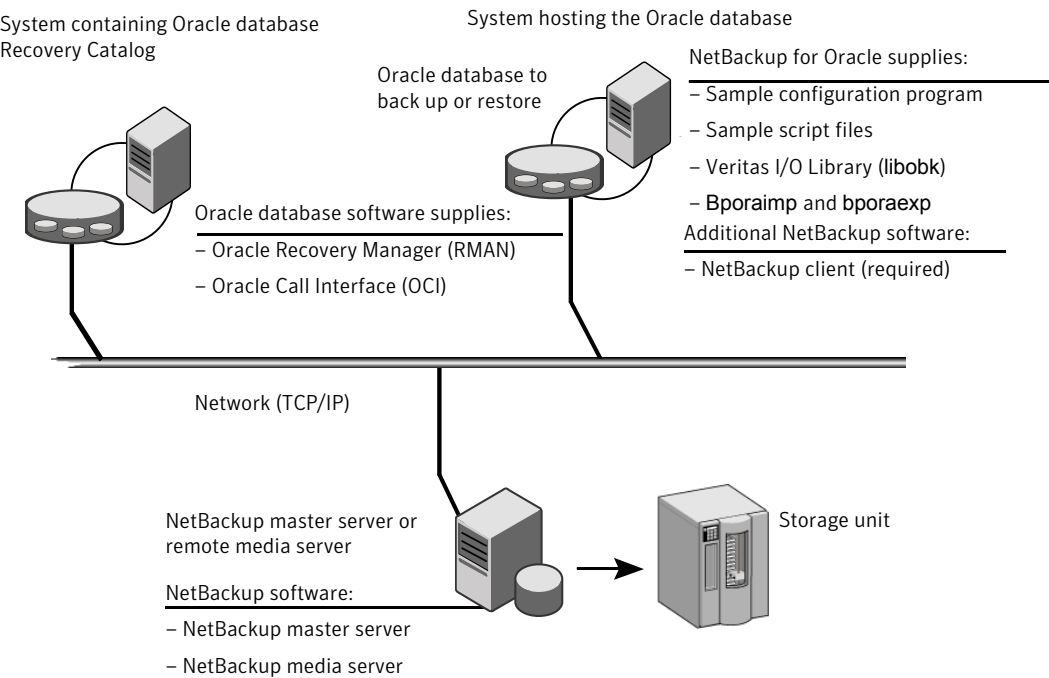 System containing Oracle database
Recovery Catalog
System hosting the Oracle database
Oracle database to
back up or restore
NetBackup for Oracle supplies:
– Sample configuration program
– Sample script files
– Veritas I/O Library (libobk)
– Bporaimp and bporaexp
Additional NetBackup software:
– NetBackup client (required)
Oracle database software supplies:
– Oracle Recovery Manager (RMAN)
– Oracle Call Interface (OCI)
Network (TCP/IP)
NetBackup master server or
remote media server
Storage unit
NetBackup software:
– NetBackup master server
– NetBackup media server